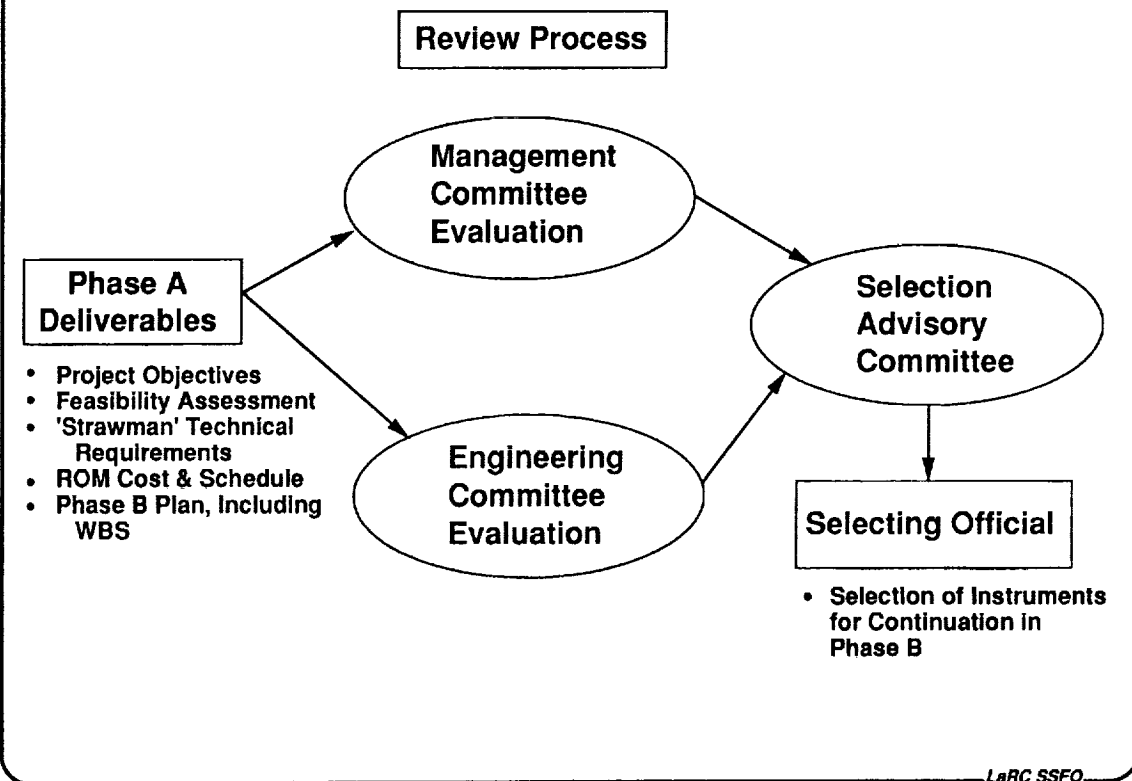 Review Process
Management
Committee
Evaluation
Phase A
Deliverables
• Project Objectives
• Feasibility Assessment
• 'Strawman' Technical
Requirements
• ROM Cost & Schedule
• Phase B Plan, Including
WBS
Engineering
Committee
Evaluation
Selection
Advisory
Committee
Selecting Official
• Selection of Instruments
for Continuation in
Phase B
LaRC SSFO